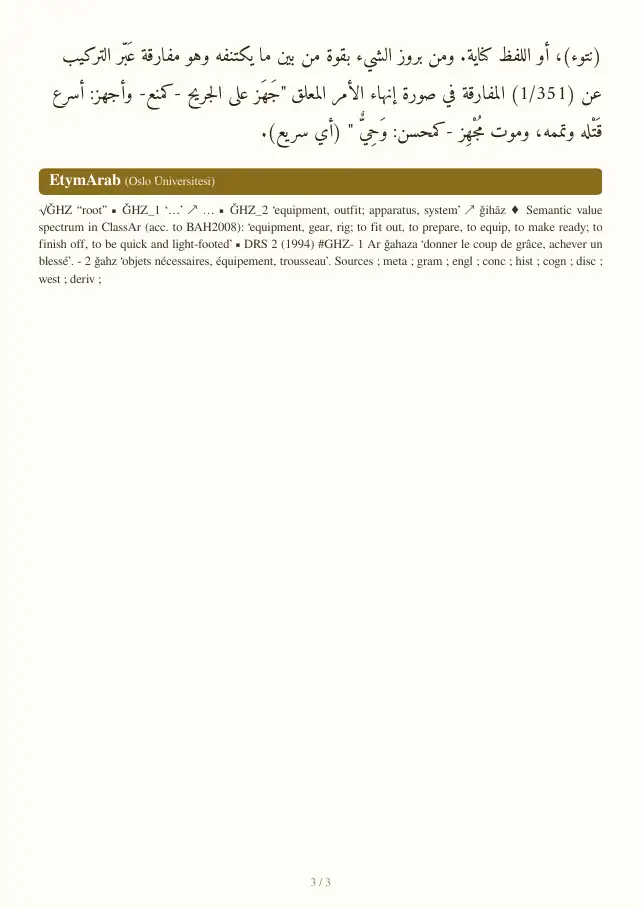 (نتوء)، أو اللفظ كناية. ومن بروز الشيء بقوة من بين ما يكتنفه وهو مفارقة عَبّر التركيب
عن (1/351) المفارقة في صورة إنهاء الأمر المعلق "جَهَز على الجريح -كمنع- وأجهز: أسرع
قَتْله وتممه، وموت مُجْهِز -كمحسن: وَحِيٌّ " (أي سريع).
EtymArab (Oslo Üniversitesi)
√ǦHZ “root” ▪ ǦHZ_1 ‘…’ ↗ … ▪ ǦHZ_2 ‘equipment, outfit; apparatus, system’ ↗ ǧihāz ♦ Semantic value
spectrum in ClassAr (acc. to BAH2008): ‘equipment, gear, rig; to fit out, to prepare, to equip, to make ready; to
finish off, to be quick and light-footed’ ▪ DRS 2 (1994) #GHZ- 1 Ar ǧahaza ‘donner le coup de grâce, achever un
blessé’. - 2 ǧahz ‘objets nécessaires, équipement, trousseau’. Sources ; meta ; gram ; engl ; conc ; hist ; cogn ; disc ;
west ; deriv ;
3 / 3